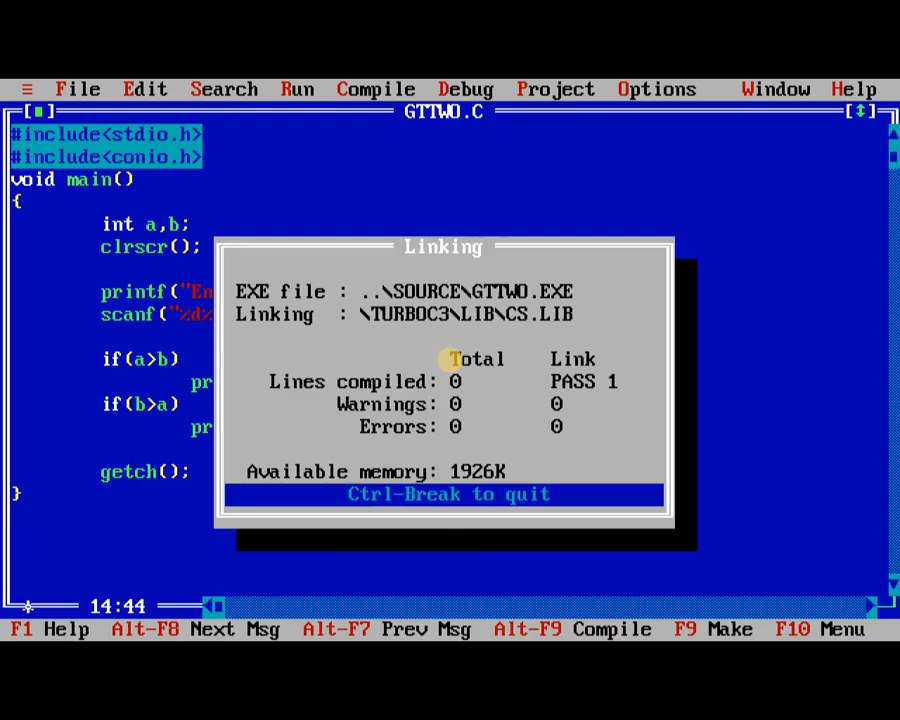 ≡ File Edit Search Run Compile Debug Project Options Window Help
[■] GTTWO.C [↕]
#include<stdio.h>
#include<conio.h>
void main()
{
int a,b;
clrscr();
printf("En
scanf("%d%
if(a>b)
pr
if(b>a)
pr
getch();
}
Linking
EXE file : ..\SOURCE\GTTWO.EXE
Linking : \TURBOC3\LIB\CS.LIB
Total Link
Lines compiled: 0 PASS 1
Warnings: 0 0
Errors: 0 0
Available memory: 1926K
Ctrl-Break to quit
14:44
F1 Help Alt-F8 Next Msg Alt-F7 Prev Msg Alt-F9 Compile F9 Make F10 Menu